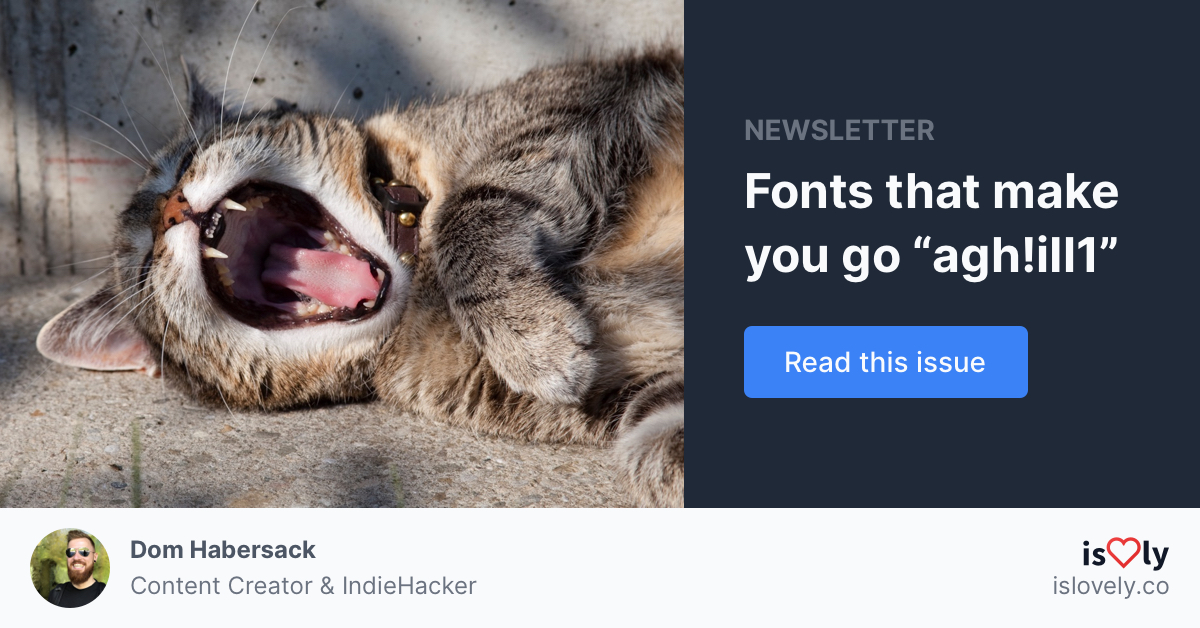 NEWSLETTER
Fonts that make
you go “agh!ill1”
Read this issue
Dom Habersack
Content Creator & IndieHacker
is♡ly
islovely.co